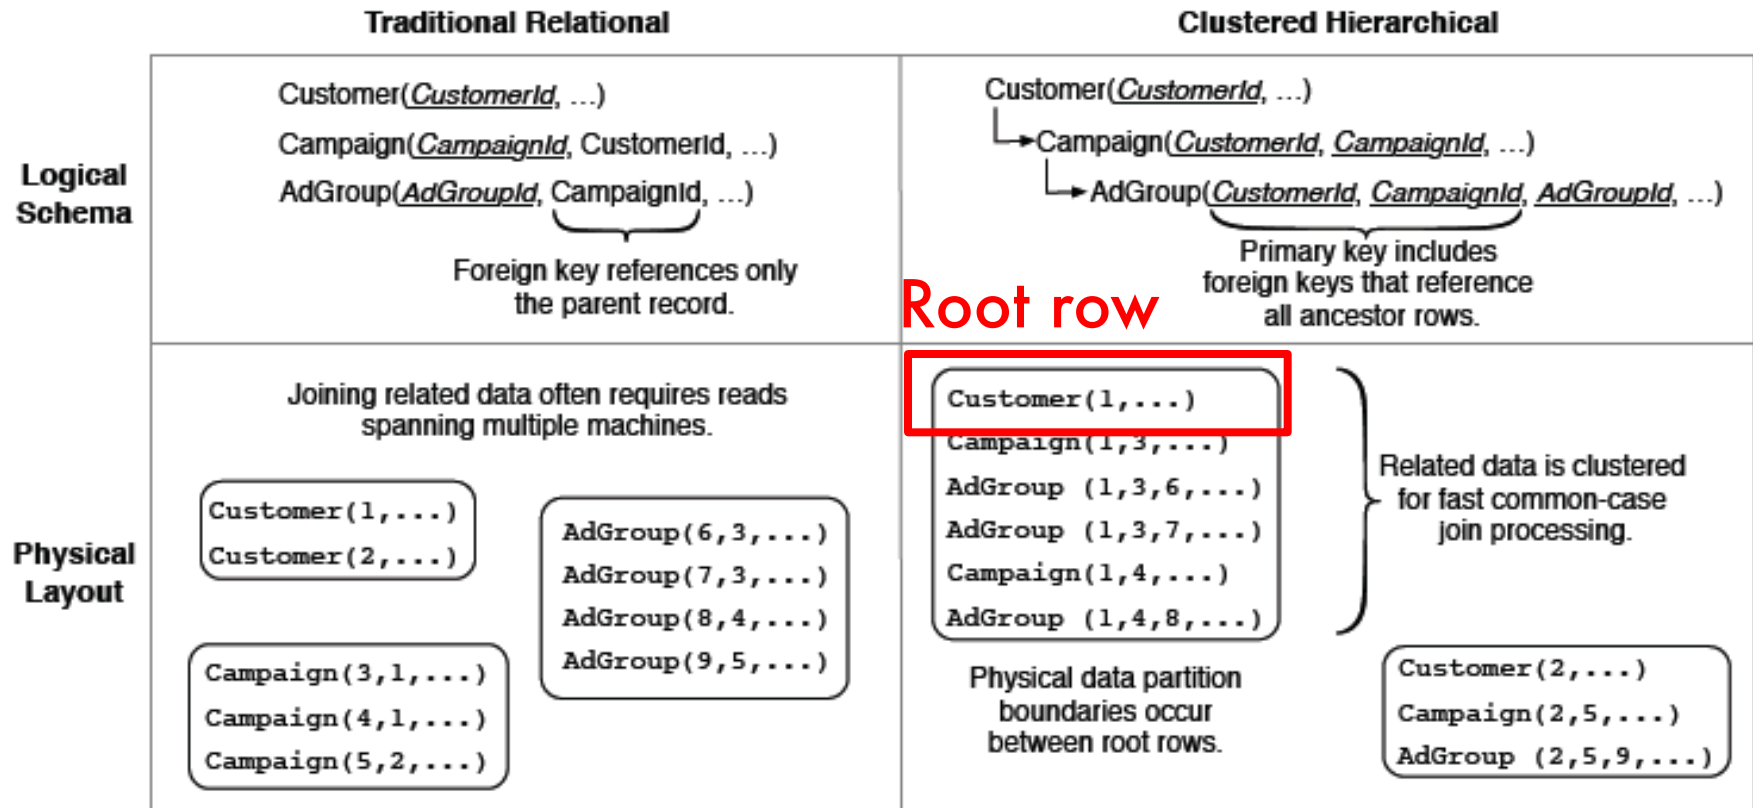 Traditional Relational
Clustered Hierarchical
Logical
Schema
Customer(CustomerId, ...)
Campaign(CampaignId, CustomerId, ...)
AdGroup(AdGroupId, CampaignId, ...)
Foreign key references only
the parent record.
Customer(CustomerId, ...)
Campaign(CustomerId, CampaignId, ...)
AdGroup(CustomerId, CampaignId, AdGroupId, ...)
Primary key includes
foreign keys that reference
all ancestor rows.
Root row
Physical
Layout
Joining related data often requires reads
spanning multiple machines.
Customer(1,...)
Customer(2,...)
AdGroup(6,3,...)
AdGroup(7,3,...)
AdGroup(8,4,...)
AdGroup(9,5,...)
Campaign(3,1,...)
Campaign(4,1,...)
Campaign(5,2,...)
Customer(1,...)
Campaign(1,3,...)
AdGroup (1,3,6,...)
AdGroup (1,3,7,...)
Campaign(1,4,...)
AdGroup (1,4,8,...)
Related data is clustered
for fast common-case
join processing.
Physical data partition
boundaries occur
between root rows.
Customer(2,...)
Campaign(2,5,...)
AdGroup (2,5,9,...)